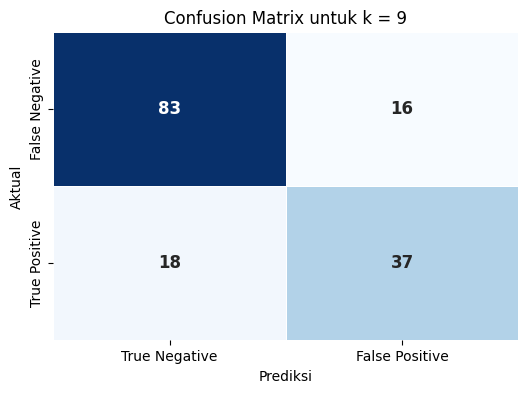 Confusion Matrix untuk k = 9
False Negative
83
16
Aktual
True Positive
18
37
True Negative
False Positive
Prediksi